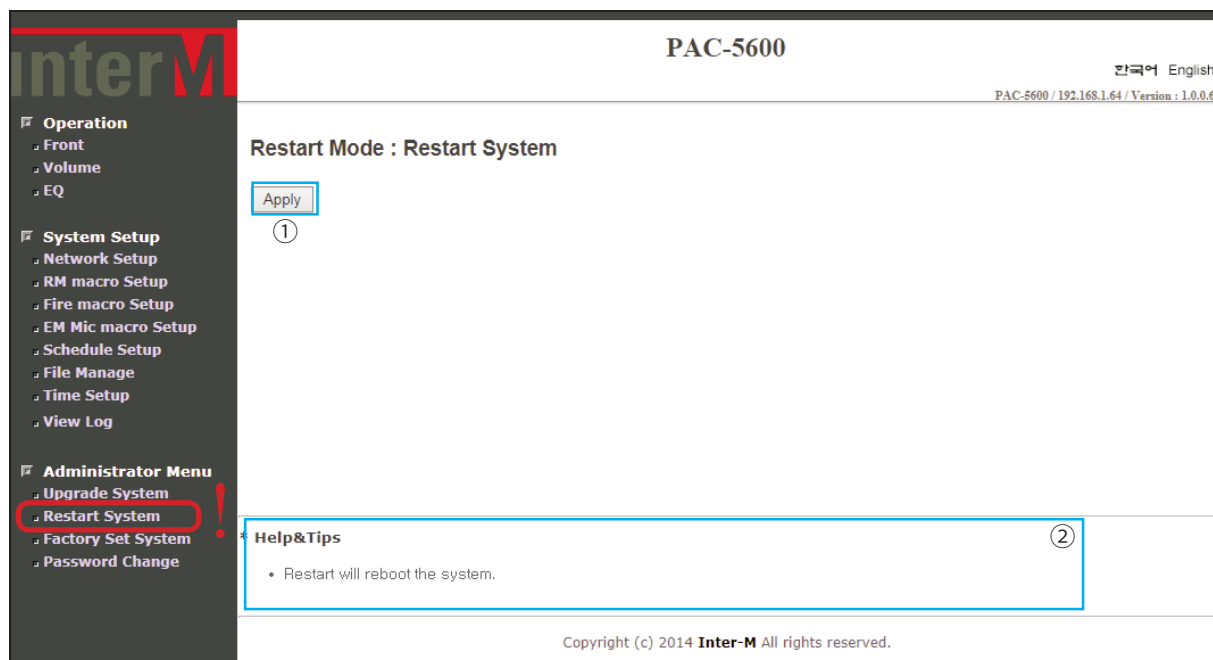 interM
PAC-5600
한국어 English
PAC-5600 / 192.168.1.64 / Version : 1.0.0.6
Operation
Front
Volume
EQ
System Setup
Network Setup
RM macro Setup
Fire macro Setup
EM Mic macro Setup
Schedule Setup
File Manage
Time Setup
View Log
Administrator Menu
Upgrade System
Restart System
!
Factory Set System
Password Change
Restart Mode : Restart System
Apply
①
* Help&Tips
②
• Restart will reboot the system.
Copyright (c) 2014 Inter-M All rights reserved.